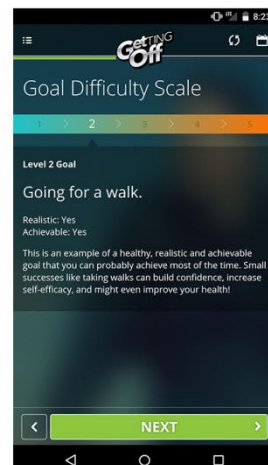 LTE 8:23
GetTING
Off
Goal Difficulty Scale
1 2 3 4 5
Level 2 Goal
Going for a walk.
Realistic: Yes
Achievable: Yes
This is an example of a healthy, realistic and achievable
goal that you can probably achieve most of the time. Small
successes like taking walks can build confidence, increase
self-efficacy, and might even improve your health!
NEXT